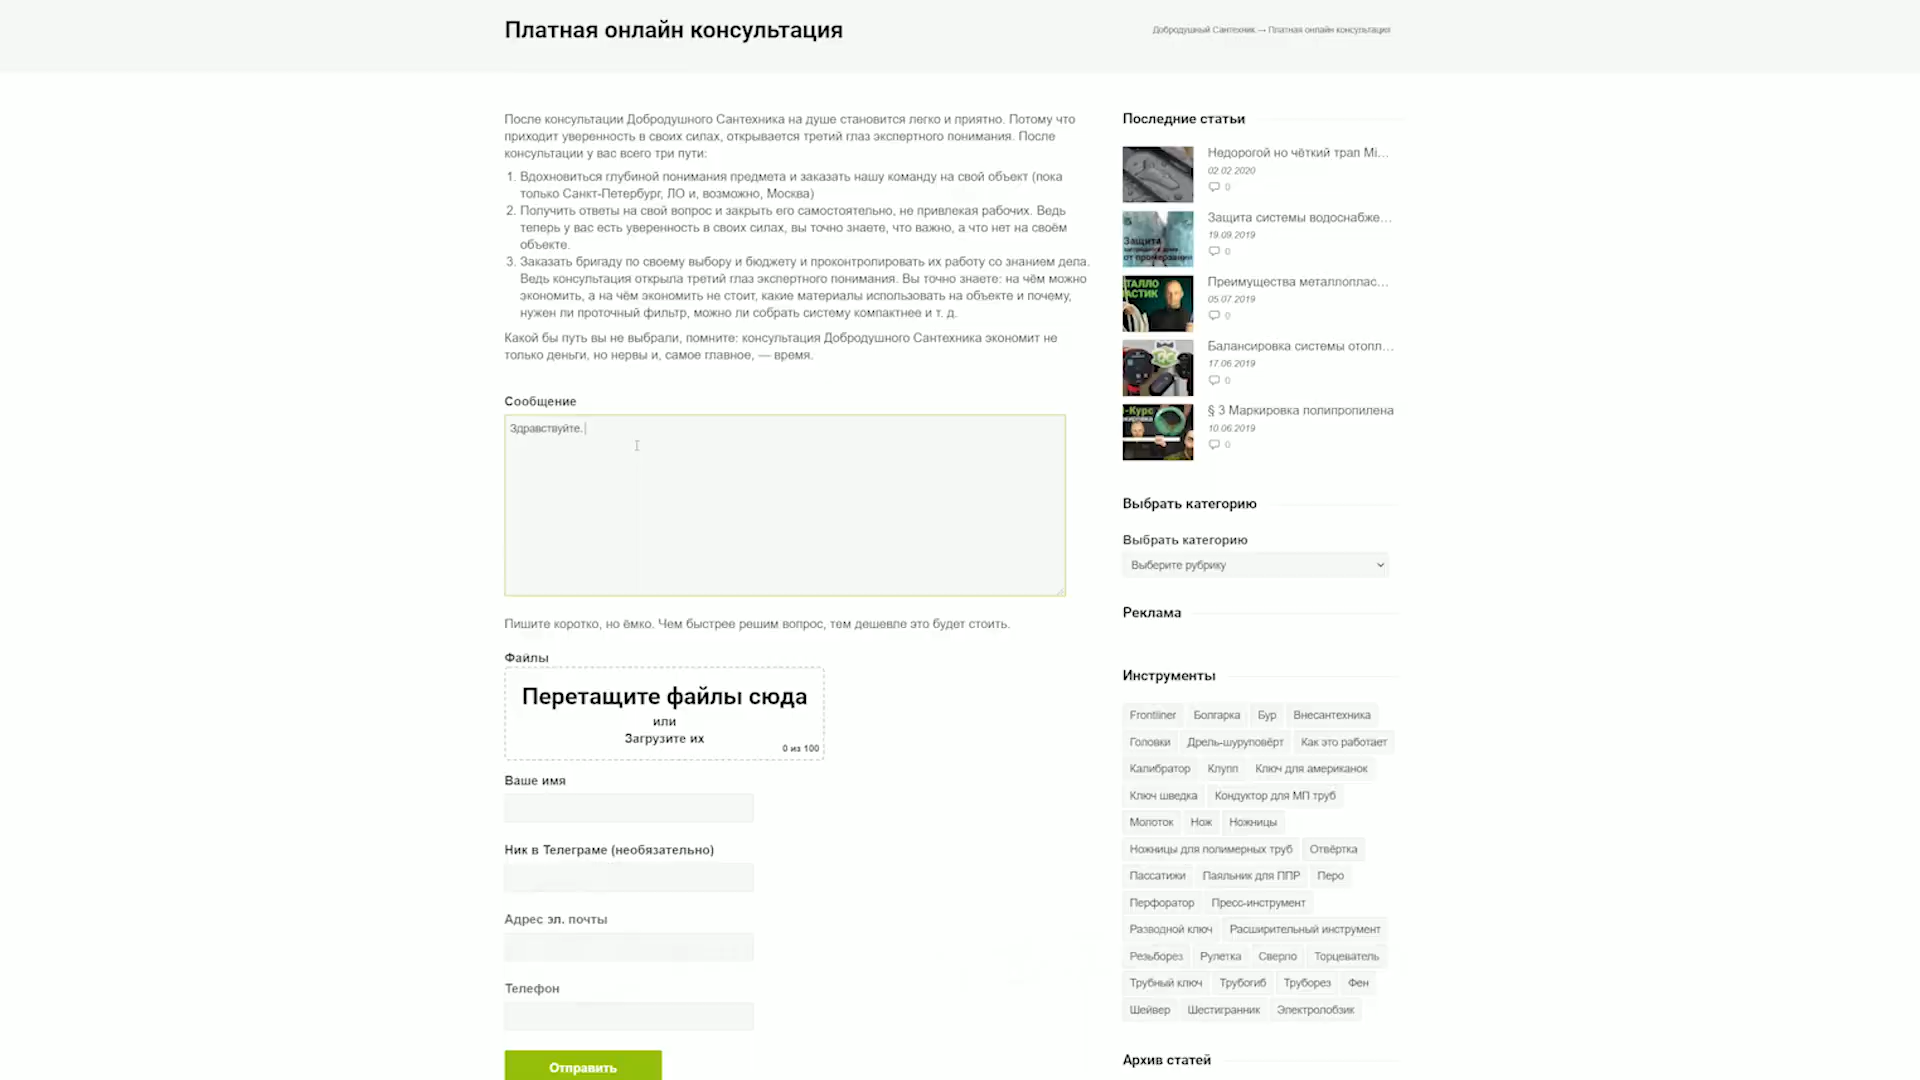 Платная онлайн консультация
Добродушный Сантехник → Платная онлайн консультация
После консультации Добродушного Сантехника на душе становится легко и приятно. Потому что
приходит уверенность в своих силах, открывается третий глаз экспертного понимания. После
консультации у вас всего три пути:
1. Вдохновиться глубиной понимания предмета и заказать нашу команду на свой объект (пока
только Санкт-Петербург, ЛО и, возможно, Москва)
2. Получить ответы на свой вопрос и закрыть его самостоятельно, не привлекая рабочих. Ведь
теперь у вас есть уверенность в своих силах, вы точно знаете, что важно, а что нет на своём
объекте.
3. Заказать бригаду по своему выбору и бюджету и проконтролировать их работу со знанием дела.
Ведь консультация открыла третий глаз экспертного понимания. Вы точно знаете: на чём можно
экономить, а на чём экономить не стоит, какие материалы использовать на объекте и почему,
нужен ли проточный фильтр, можно ли собрать систему компактнее и т. д.
Какой бы путь вы не выбрали, помните: консультация Добродушного Сантехника экономит не
только деньги, но нервы и, самое главное, — время.
Сообщение
Здравствуйте.
Пишите коротко, но ёмко. Чем быстрее решим вопрос, тем дешевле это будет стоить.
Файлы
Перетащите файлы сюда
или
Загрузите их
0 из 100
Ваше имя
Ник в Телеграме (необязательно)
Адрес эл. почты
Телефон
Отправить
Последние статьи
Недорогой но чёткий трап Mi...
02.02.2020
0
Защита системы водоснабже...
19.09.2019
0
Защита
от промерзания
Преимущества металлоплас...
05.07.2019
0
ТАЛЛО
АСТИК
Балансировка системы отопл...
17.06.2019
0
§ 3 Маркировка полипропилена
10.06.2019
0
-Курс
Выбрать категорию
Выбрать категорию
Выберите рубрику
Реклама
Инструменты
Frontliner Болгарка Бур Внесантехника
Головки Дрель-шуруповёрт Как это работает
Калибратор Клупп Ключ для американок
Ключ шведка Кондуктор для МП труб
Молоток Нож Ножницы
Ножницы для полимерных труб Отвёртка
Пассатижи Паяльник для ППР Перо
Перфоратор Пресс-инструмент
Разводной ключ Расширительный инструмент
Резьборез Рулетка Сверло Торцеватель
Трубный ключ Трубогиб Труборез Фен
Шейвер Шестигранник Электролобзик
Архив статей